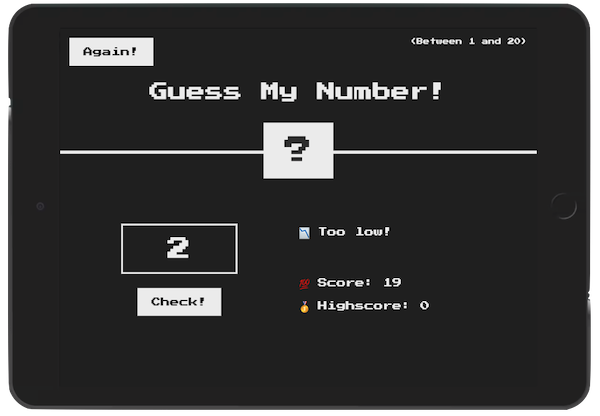 Again!
(Between 1 and 20)
Guess My Number!
?
2
📉 Too low!
Check!
💯 Score: 19
🥇 Highscore: 0